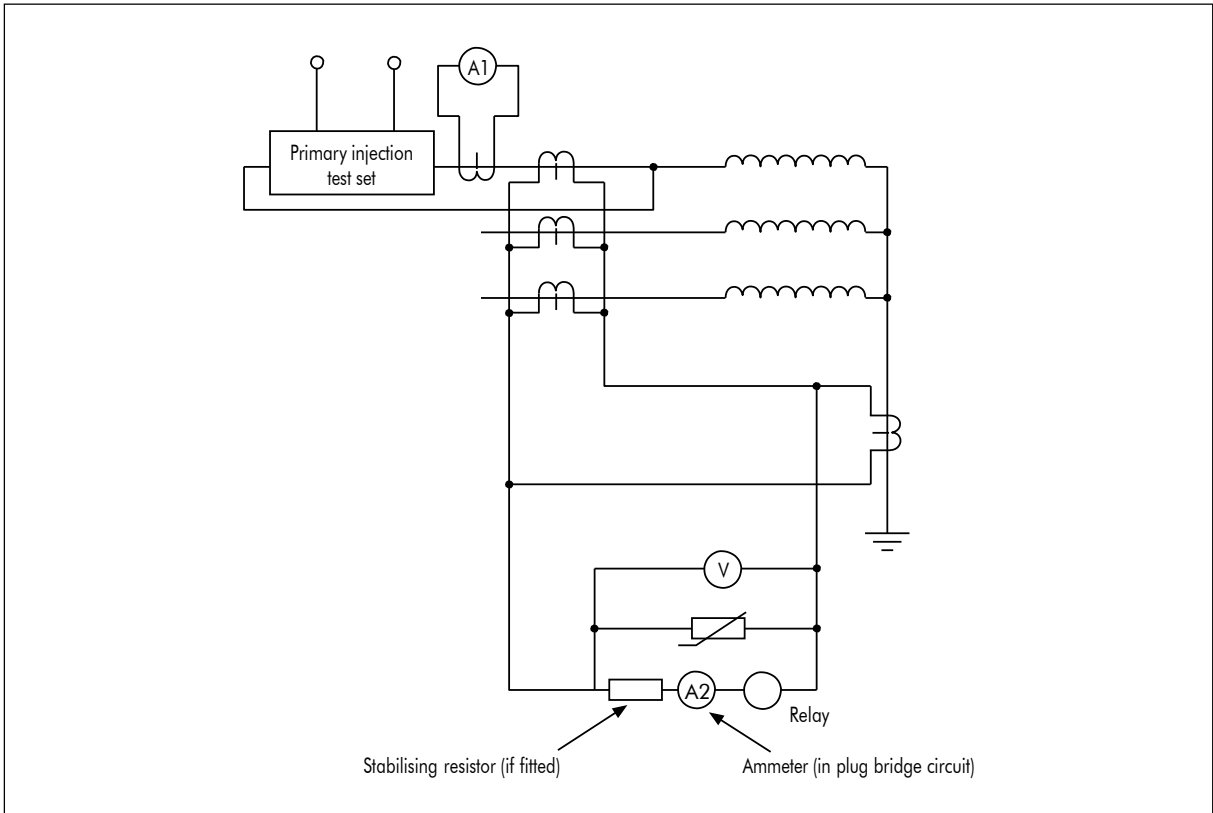 A1
Primary injection
test set
V
A2
Relay
Stabilising resistor (if fitted)
Ammeter (in plug bridge circuit)